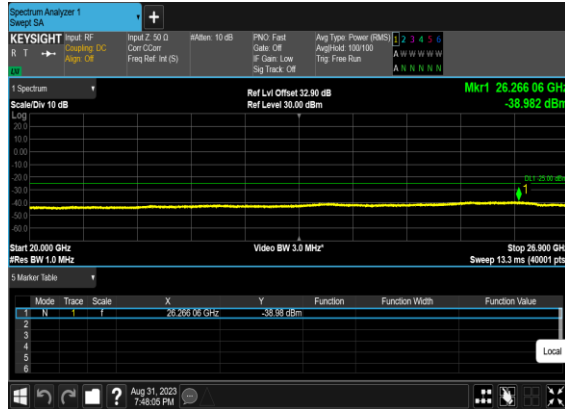 Spectrum Analyzer 1
Swept SA
KEYSIGHT Input: RF Input Z: 50 Ω #Atten: 10 dB PNO: Fast Avg Type: Power (RMS) 1 2 3 4 5 6
R T Coupling: DC Corr CCorr Gate: Off Avg|Hold: 100/100 A W W W W W
Align: Off Freq Ref: Int (S) IF Gain: Low Trig: Free Run
Sig Track: Off A N N N N N
1 Spectrum
Scale/Div 10 dB
Ref Lvl Offset 32.90 dB
Ref Level 30.00 dBm
Mkr1 26.266 06 GHz
-38.982 dBm
Log
20.0
10.0
0.00
-10.0
-20.0
DL1 -25.00 dBm
1
-30.0
-40.0
-50.0
-60.0
Start 20.000 GHz Video BW 3.0 MHz* Stop 26.900 GHz
#Res BW 1.0 MHz Sweep 13.3 ms (40001 pts
5 Marker Table
Mode Trace Scale X Y Function Function Width Function Value
1 N 1 f 26.266 06 GHz -38.98 dBm
2
3
4
5
6
Local
Aug 31, 2023
7:48:05 PM